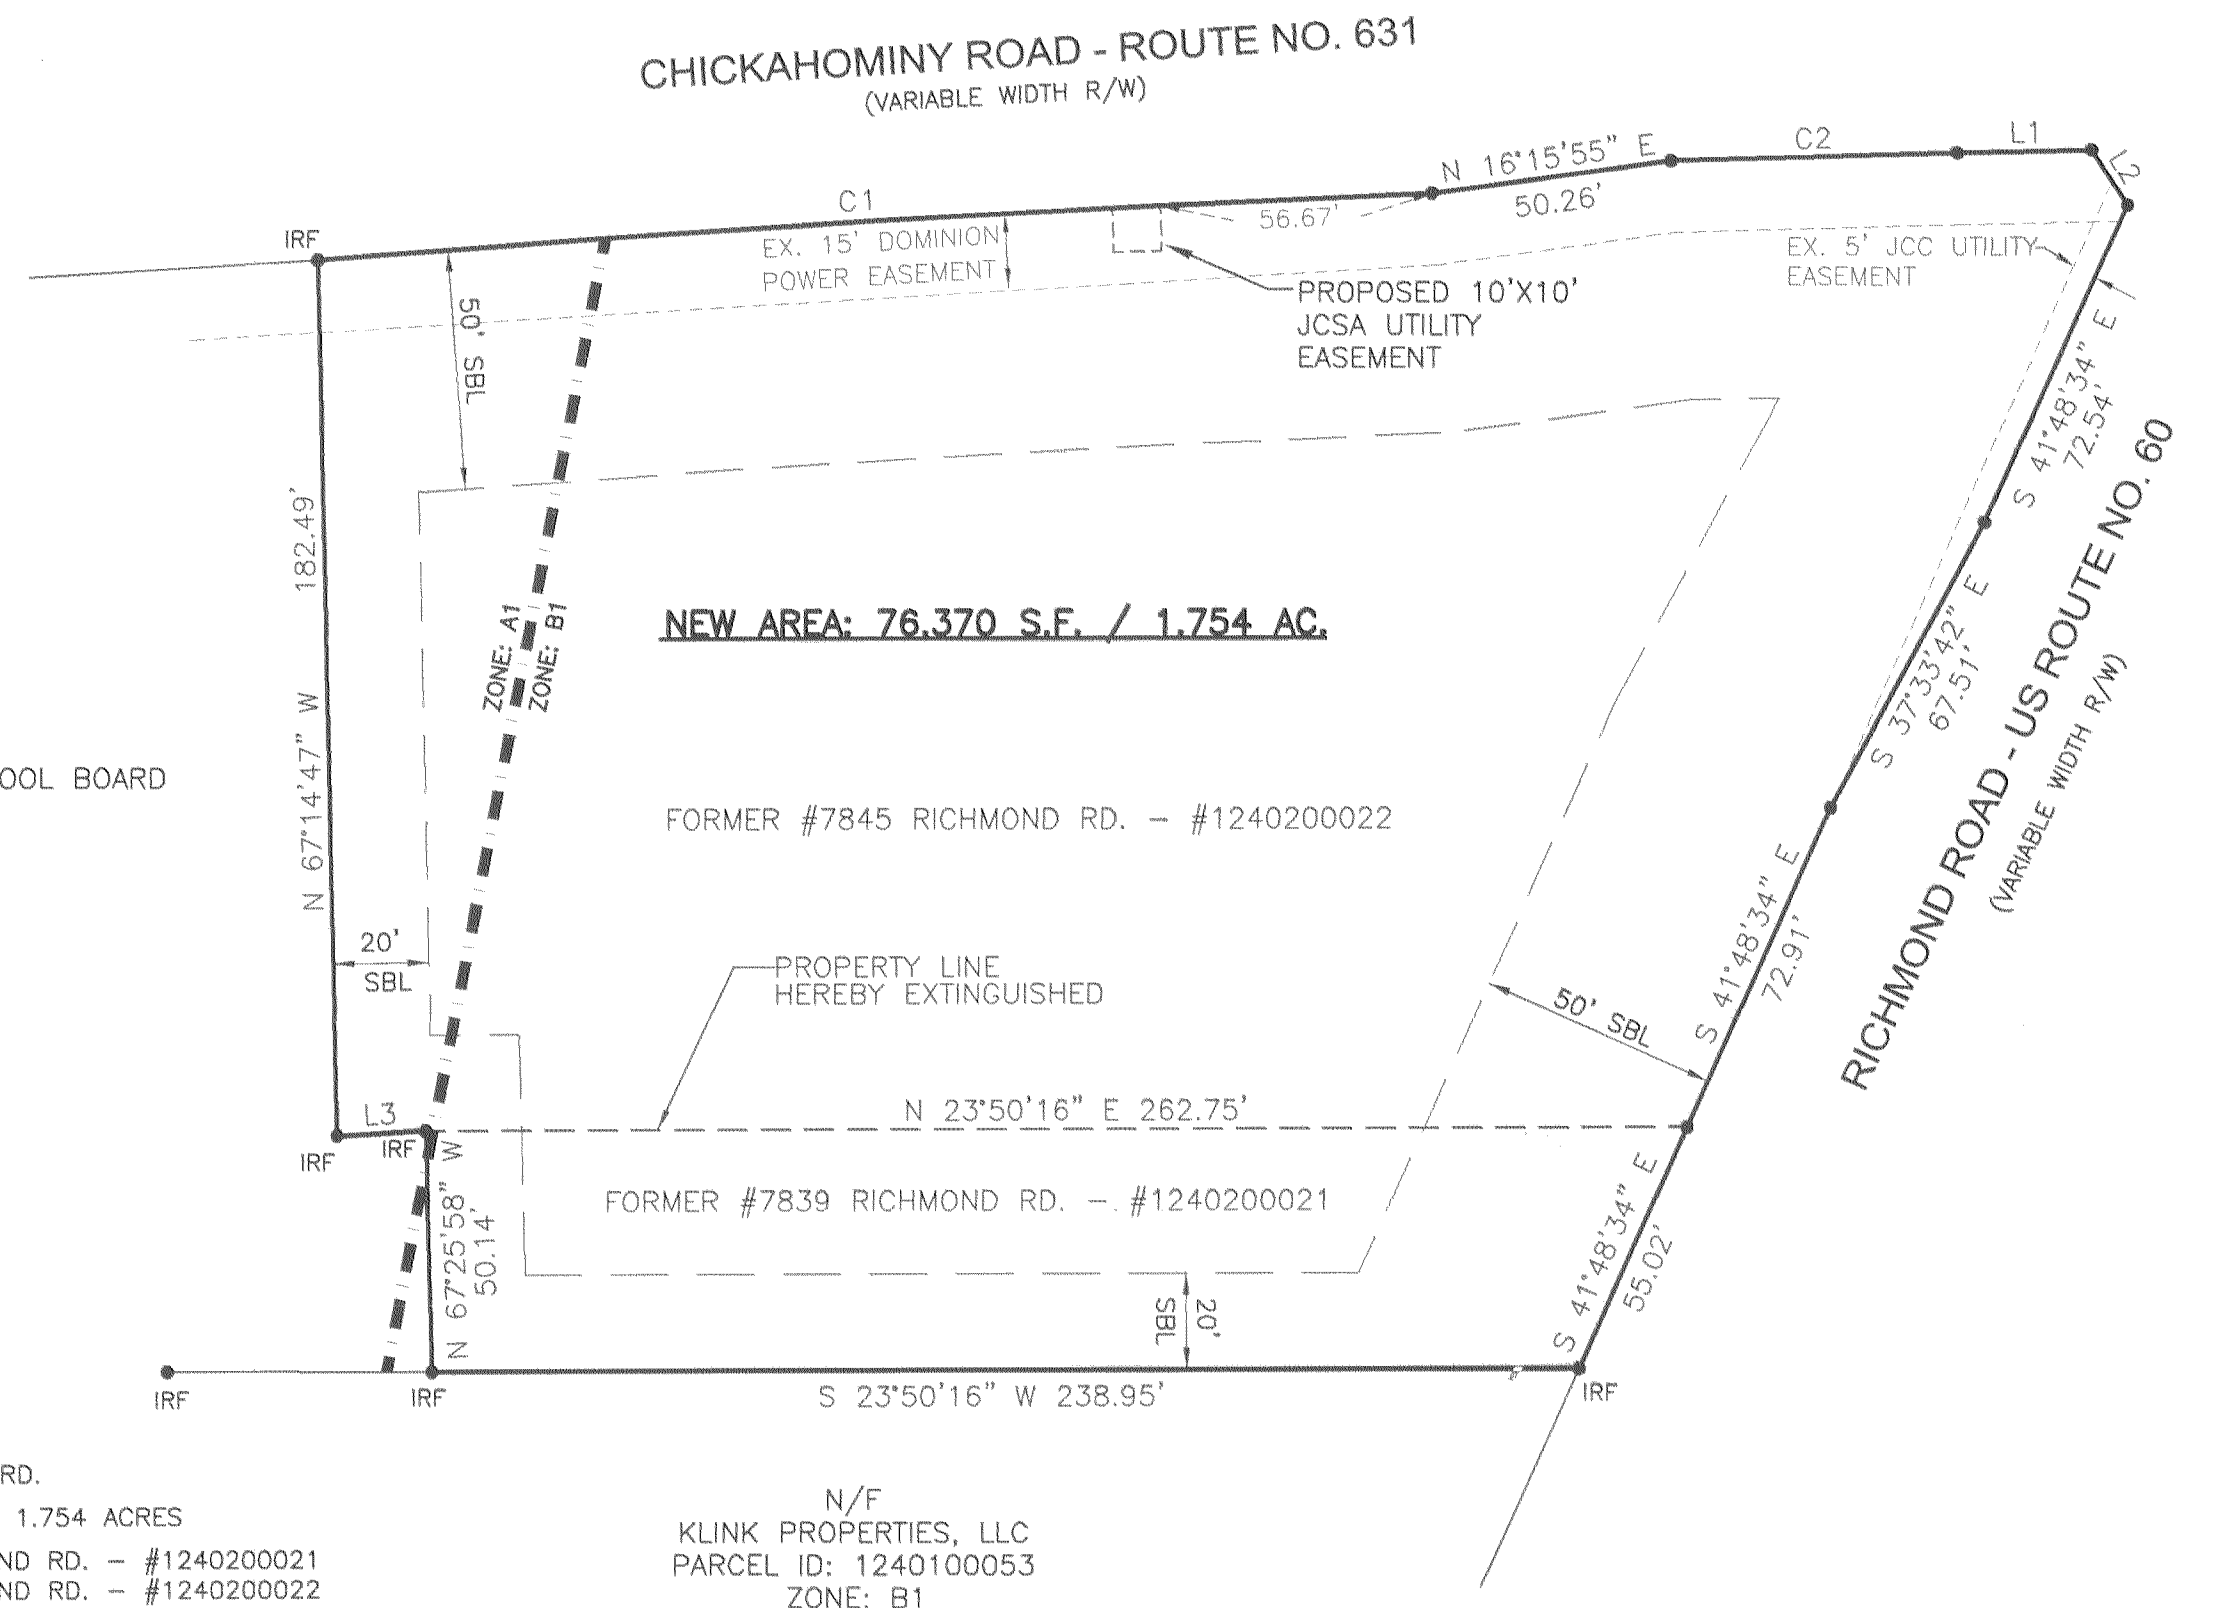 CHICKAHOMINY ROAD - ROUTE NO. 631
(VARIABLE WIDTH R/W)
L1
C2
L2
N 16°15'55" E
50.26'
C1
56.67'
IRF
EX. 15' DOMINION
POWER EASEMENT
EX. 5' JCC UTILITY
EASEMENT
PROPOSED 10'X10'
JCSA UTILITY
EASEMENT
50' SBL
S 41°48'34" E
72.54'
N 67°14'47" W 182.49'
ZONE: A1
ZONE: B1
NEW AREA: 76,370 S.F. / 1.754 AC.
S 37°33'42" E
67.51'
RICHMOND ROAD - US ROUTE NO. 60
(VARIABLE WIDTH R/W)
OOL BOARD
FORMER #7845 RICHMOND RD. - #1240200022
S 41°48'34" E
72.91'
20'
SBL
PROPERTY LINE
HEREBY EXTINGUISHED
50' SBL
L3
N 23°50'16" E 262.75'
IRF
IRF
N 67°25'58" W
50.14'
FORMER #7839 RICHMOND RD. - #1240200021
S 41°48'34" E
55.02'
20'
SBL
IRF
IRF
S 23°50'16" W 238.95'
IRF
RD.
1.754 ACRES
ND RD. - #1240200021
ND RD. - #1240200022
N/F
KLINK PROPERTIES, LLC
PARCEL ID: 1240100053
ZONE: B1